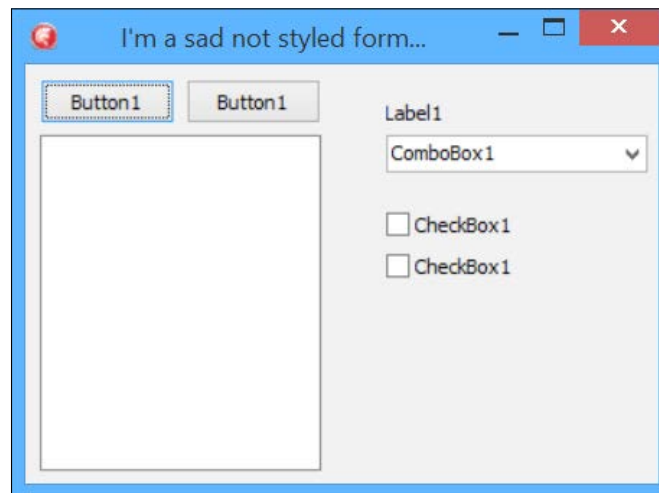 I'm a sad not styled form...
Button1 Button1
Label1
ComboBox1
CheckBox1
CheckBox1